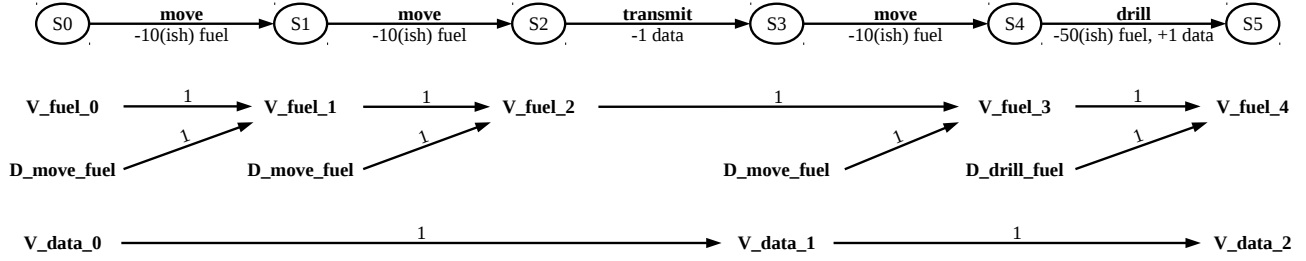 move move transmit move drill
S0 S1 S2 S3 S4 S5
-10(ish) fuel -10(ish) fuel -1 data -10(ish) fuel -50(ish) fuel, +1 data
1 1 1 1
V_fuel_0 V_fuel_1 V_fuel_2 V_fuel_3 V_fuel_4
1 1 1 1
D_move_fuel D_move_fuel D_move_fuel D_drill_fuel
1 1
V_data_0 V_data_1 V_data_2